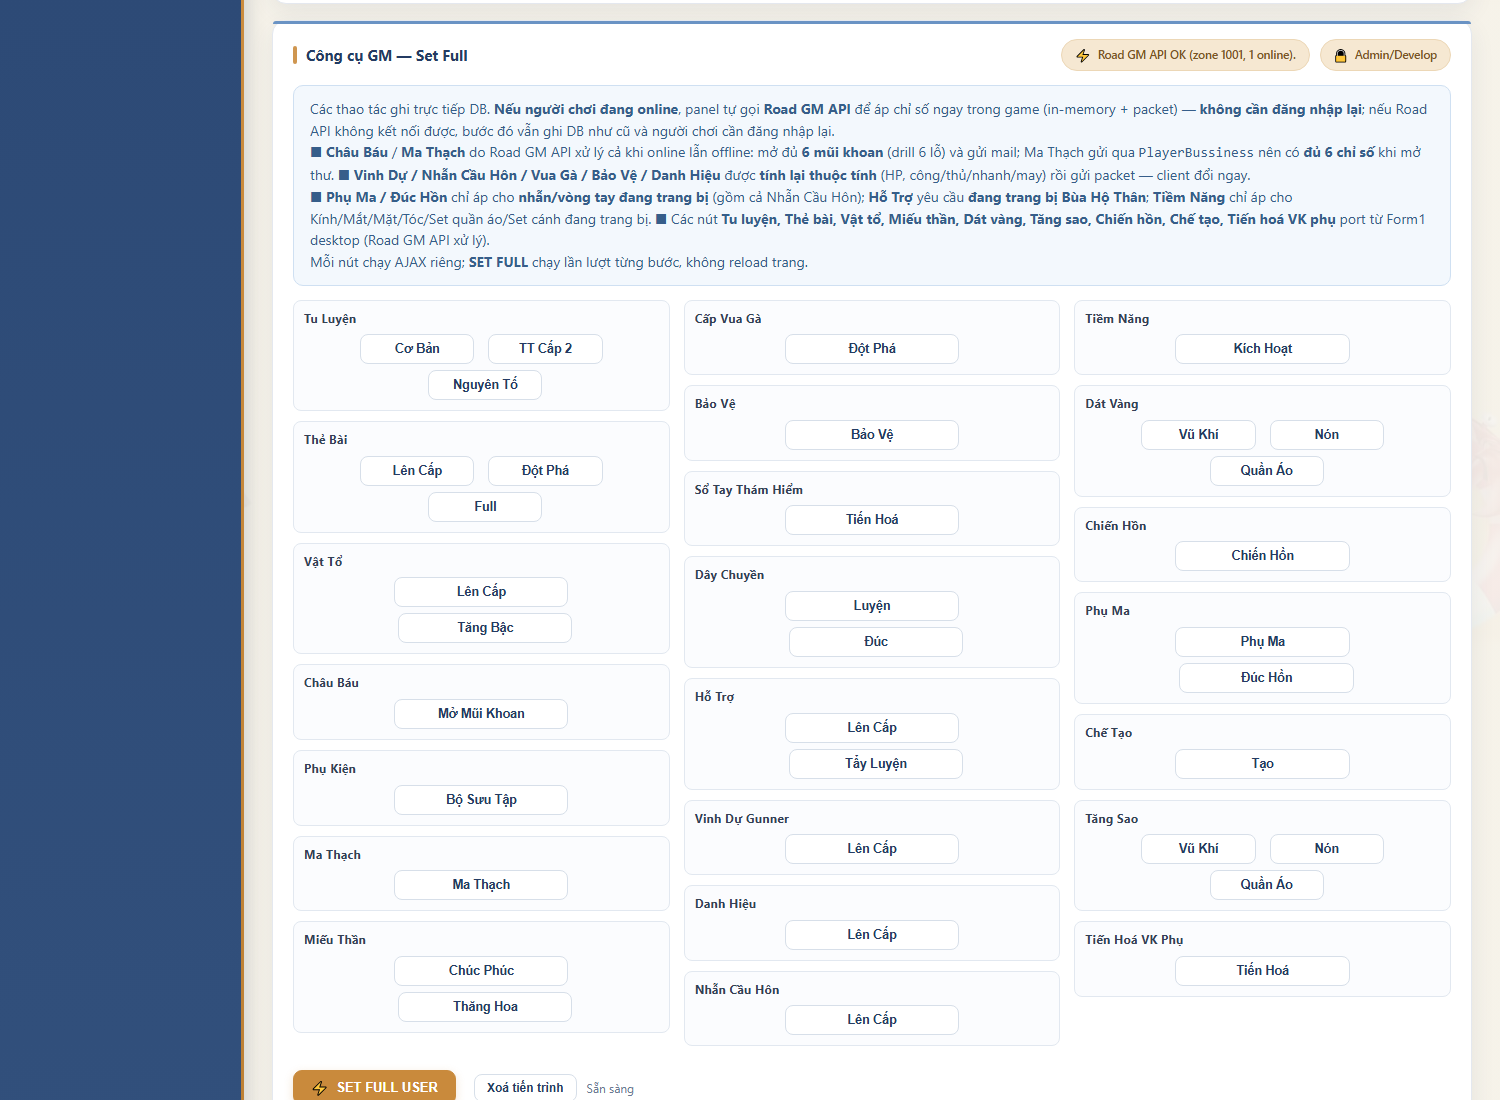 Công cụ GM — Set Full
Road GM API OK (zone 1001, 1 online).
Admin/Develop
Các thao tác ghi trực tiếp DB. Nếu người chơi đang online, panel tự gọi Road GM API để áp chỉ số ngay trong game (in-memory + packet) — không cần đăng nhập lại; nếu Road
API không kết nối được, bước đó vẫn ghi DB như cũ và người chơi cần đăng nhập lại.
■ Châu Báu / Ma Thạch do Road GM API xử lý cả khi online lẫn offline: mở đủ 6 mũi khoan (drill 6 lỗ) và gửi mail; Ma Thạch gửi qua PlayerBussiness nên có đủ 6 chỉ số khi mở
thư. ■ Vinh Dự / Nhẫn Cầu Hôn / Vua Gà / Bảo Vệ / Danh Hiệu được tính lại thuộc tính (HP, công/thủ/nhanh/may) rồi gửi packet — client đổi ngay.
■ Phụ Ma / Đúc Hồn chỉ áp cho nhẫn/vòng tay đang trang bị (gồm cả Nhẫn Cầu Hôn); Hỗ Trợ yêu cầu đang trang bị Bùa Hộ Thân; Tiềm Năng chỉ áp cho
Kính/Mắt/Mặt/Tóc/Set quần áo/Set cánh đang trang bị. ■ Các nút Tu luyện, Thẻ bài, Vật tổ, Miếu thần, Dát vàng, Tăng sao, Chiến hồn, Chế tạo, Tiến hoá VK phụ port từ Form1
desktop (Road GM API xử lý).
Mỗi nút chạy AJAX riêng; SET FULL chạy lần lượt từng bước, không reload trang.
Tu Luyện
Cơ Bản
TT Cấp 2
Nguyên Tố
Thẻ Bài
Lên Cấp
Đột Phá
Full
Vật Tổ
Lên Cấp
Tăng Bậc
Châu Báu
Mở Mũi Khoan
Phụ Kiện
Bộ Sưu Tập
Ma Thạch
Ma Thạch
Miếu Thần
Chúc Phúc
Thăng Hoa
Cấp Vua Gà
Đột Phá
Bảo Vệ
Bảo Vệ
Sổ Tay Thám Hiểm
Tiến Hoá
Dây Chuyền
Luyện
Đúc
Hỗ Trợ
Lên Cấp
Tẩy Luyện
Vinh Dự Gunner
Lên Cấp
Danh Hiệu
Lên Cấp
Nhẫn Cầu Hôn
Lên Cấp
Tiềm Năng
Kích Hoạt
Dát Vàng
Vũ Khí
Nón
Quần Áo
Chiến Hồn
Chiến Hồn
Phụ Ma
Phụ Ma
Đúc Hồn
Chế Tạo
Tạo
Tăng Sao
Vũ Khí
Nón
Quần Áo
Tiến Hoá VK Phụ
Tiến Hoá
SET FULL USER
Xoá tiến trình
Sẵn sàng